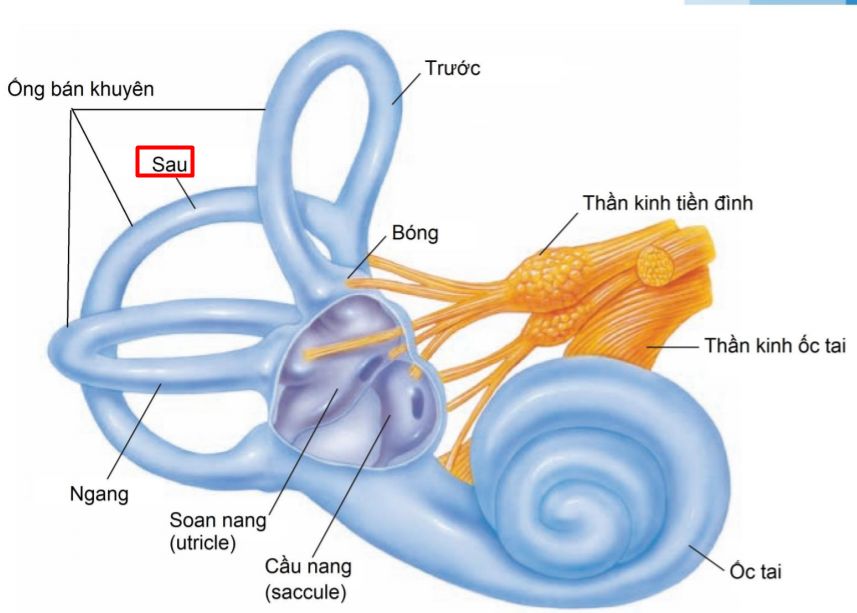 Trước
Ống bán khuyên
Sau
Thần kinh tiền đình
Bóng
Thần kinh ốc tai
Ngang
Soan nang
(utricle)
Cầu nang
(saccule)
Ốc tai